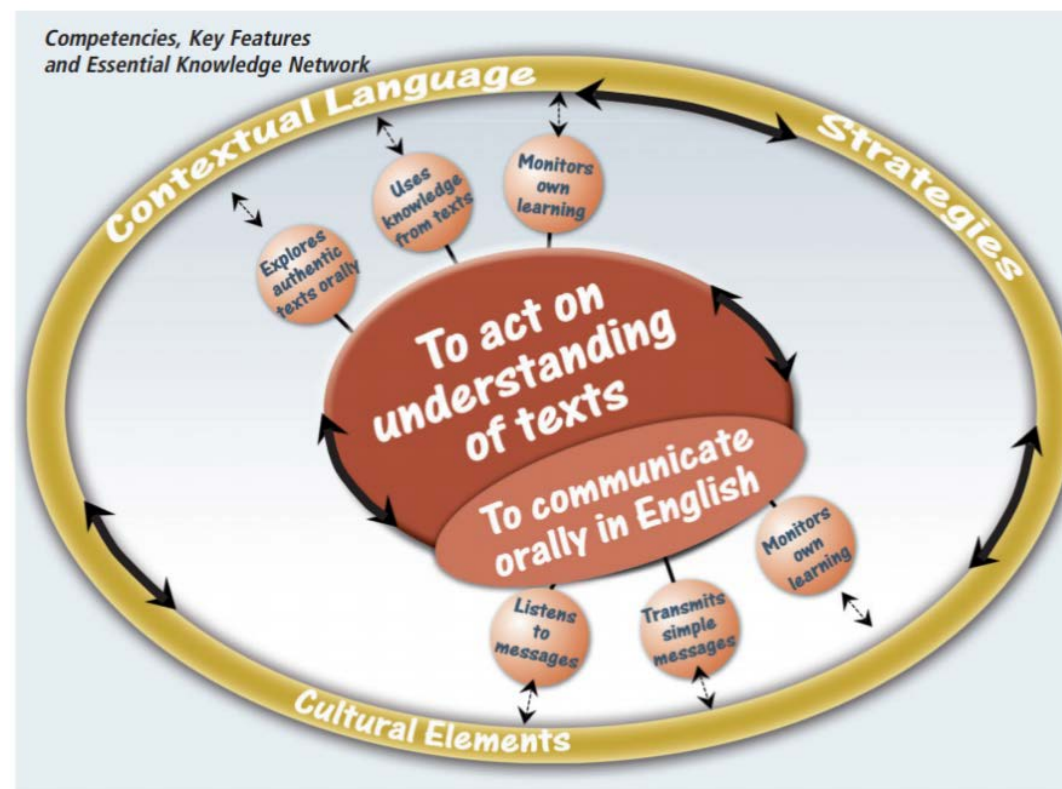 Competencies, Key Features
and Essential Knowledge Network
Contextual Language
Strategies
Monitors
own
learning
Uses
knowledge
from texts
Explores
authentic
texts orally
To act on
understanding
of texts
To communicate
orally in English
Monitors
own
learning
Listens
to
messages
Transmits
simple
messages
Cultural Elements